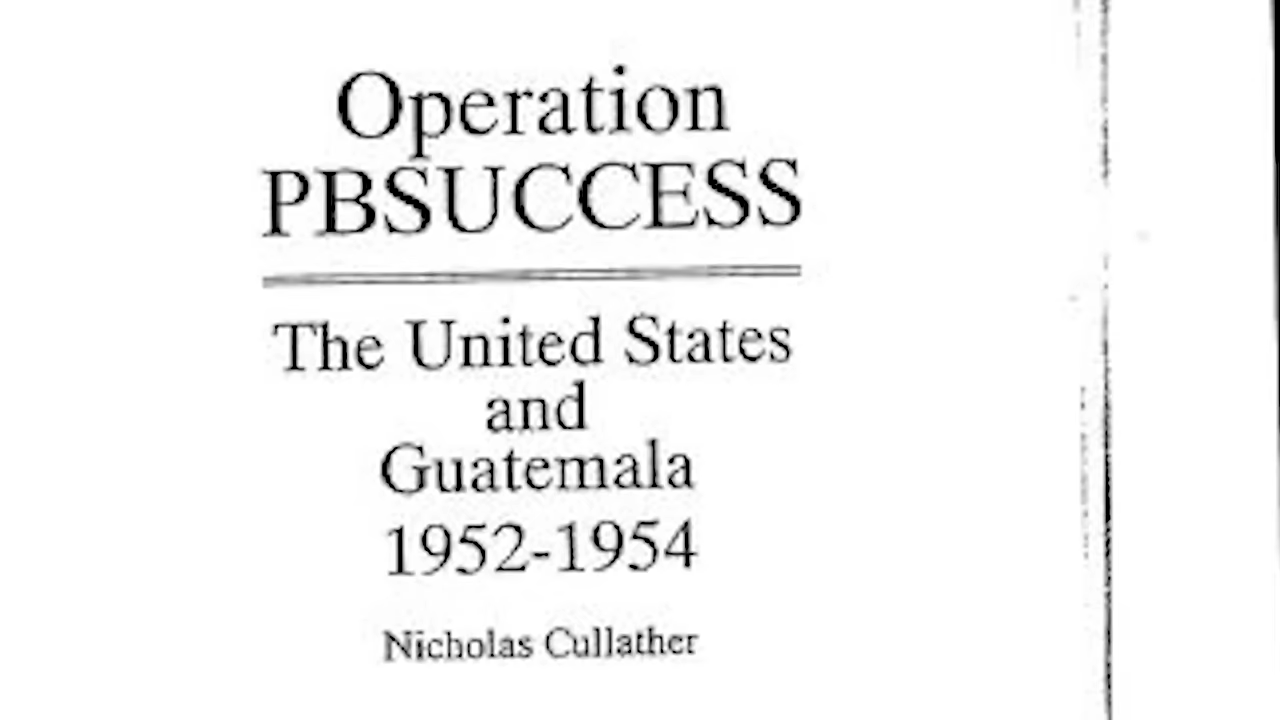 Operation
PBSUCCESS
The United States
and
Guatemala
1952-1954
Nicholas Cullather